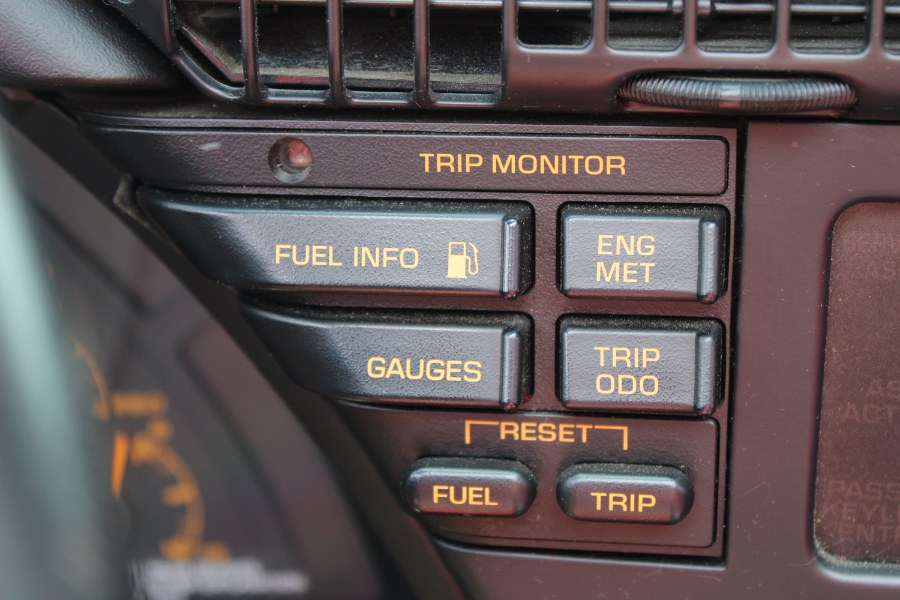 TRIP MONITOR
FUEL INFO
ENG
MET
GAUGES
TRIP
ODO
RESET
FUEL
TRIP